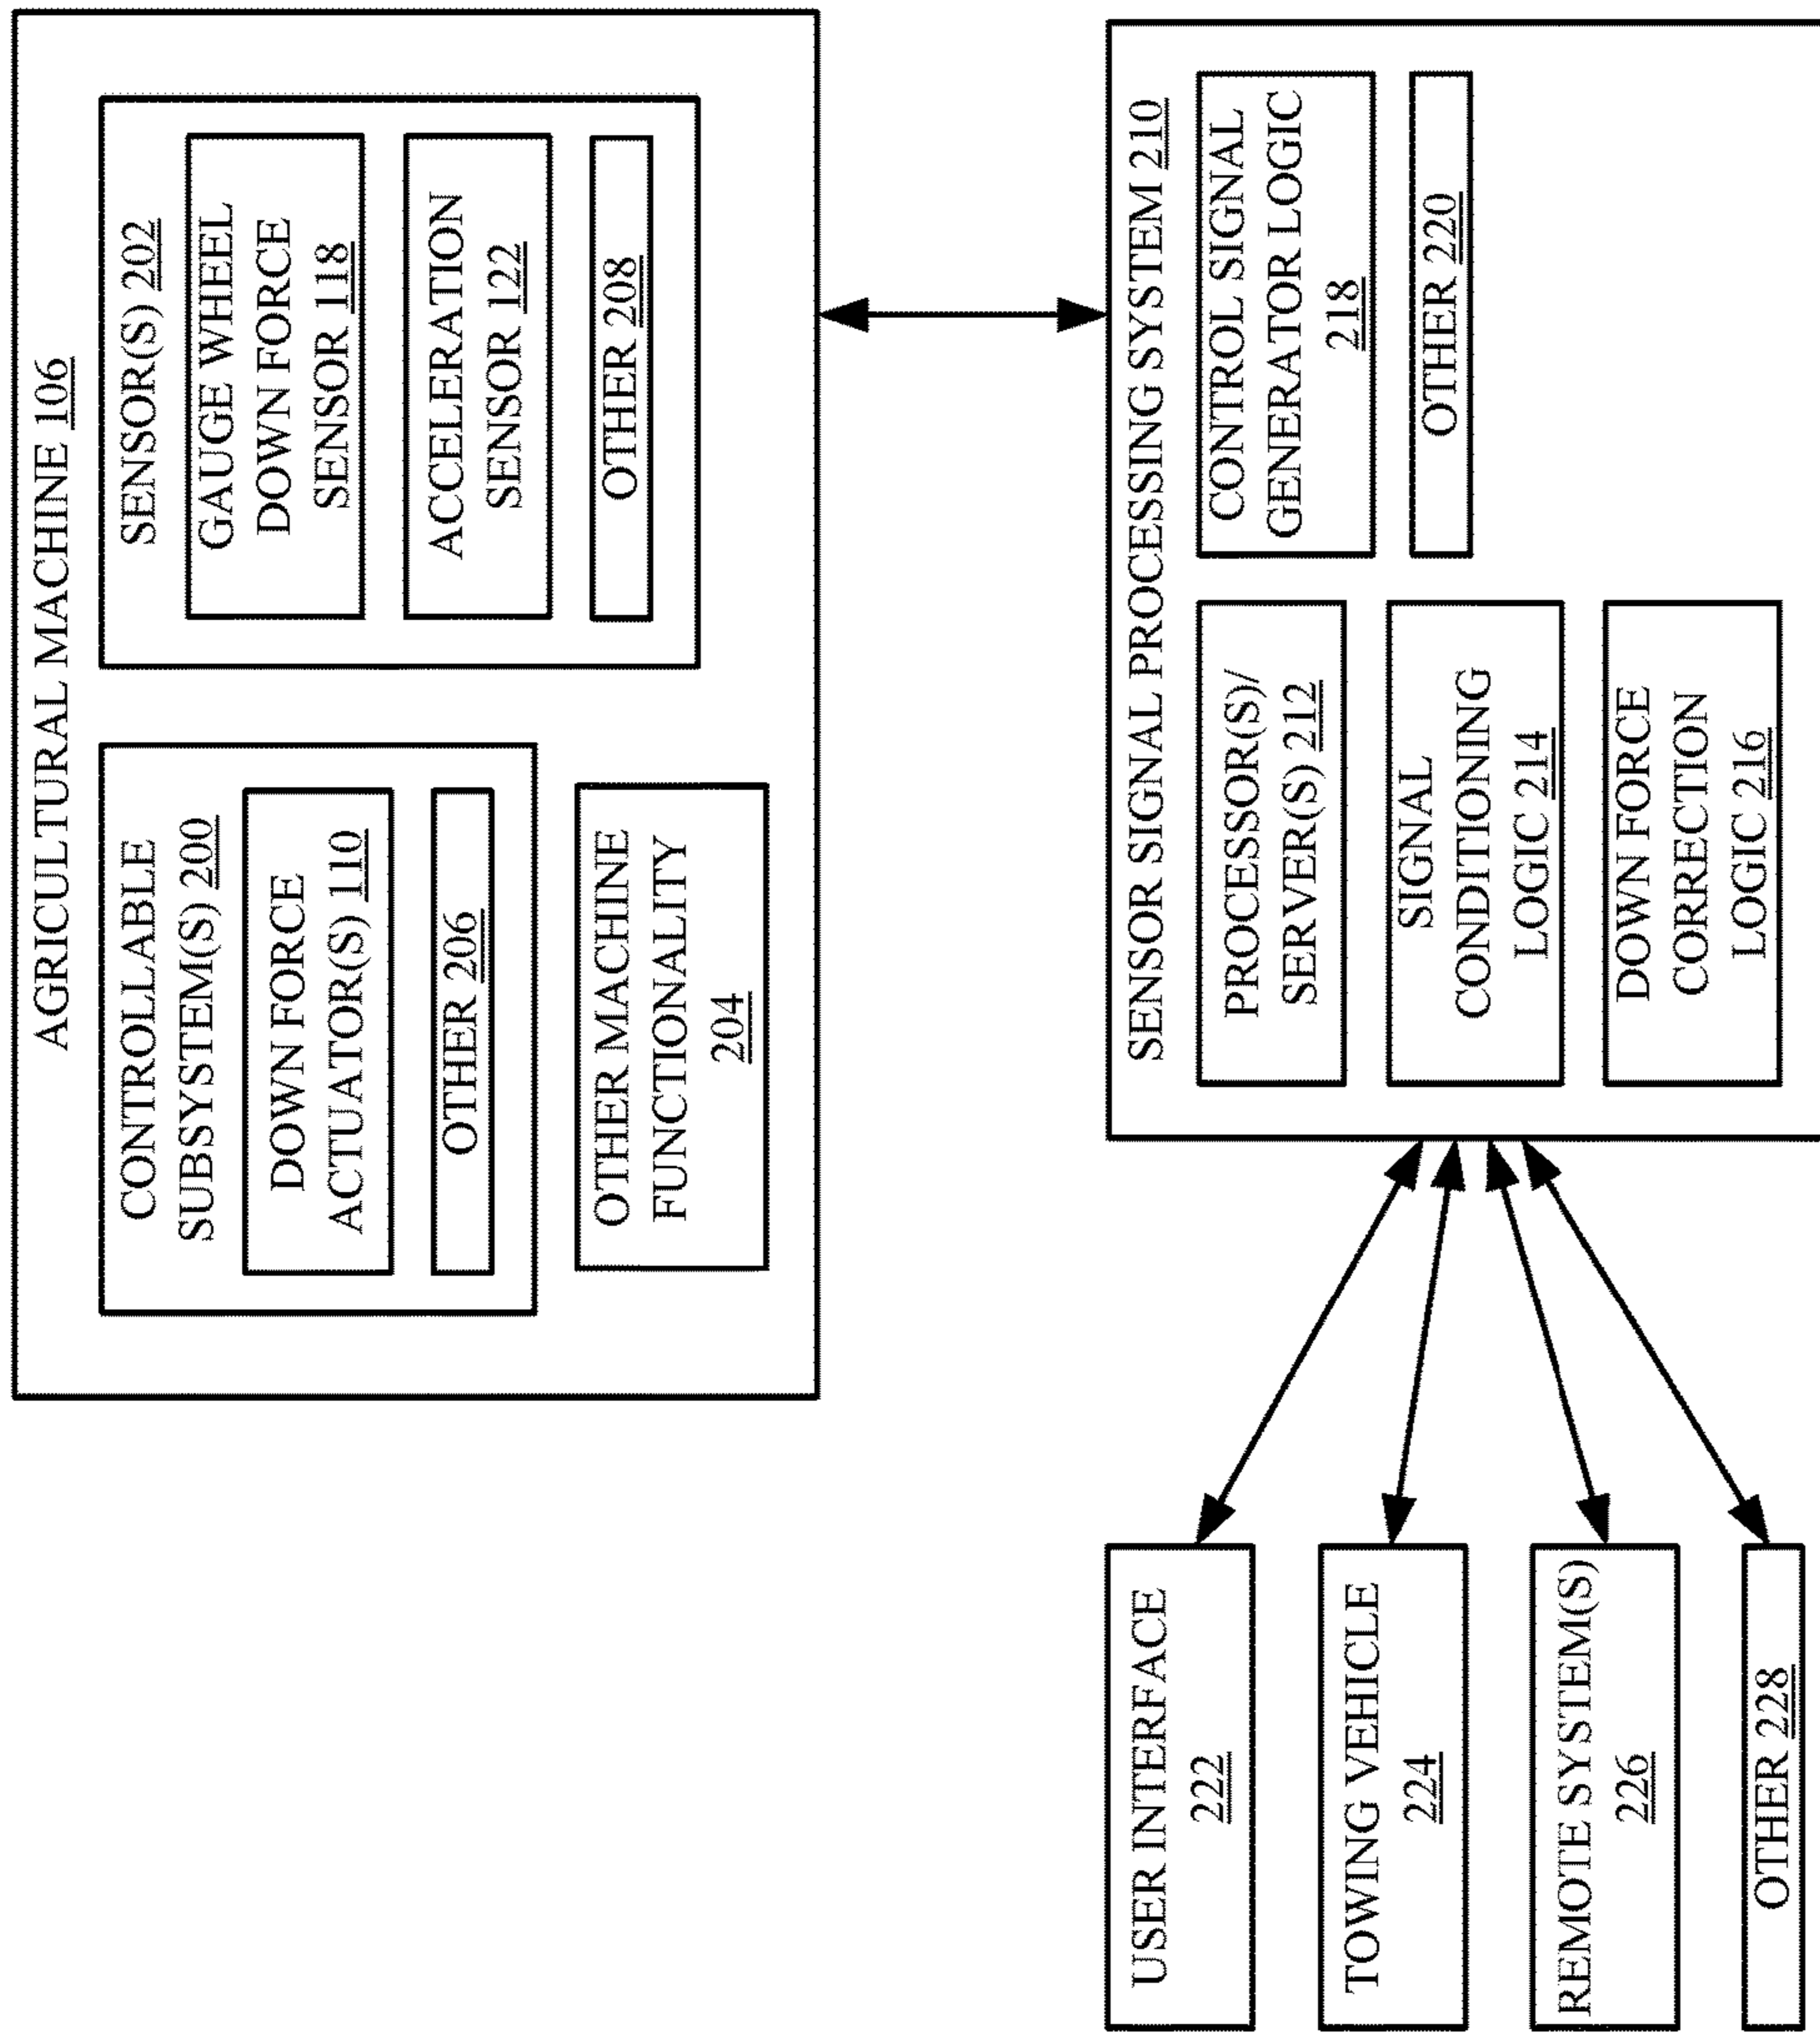 AGRICULTURAL MACHINE 106
CONTROLLABLE
SUBSYSTEM(S) 200
DOWN FORCE
ACTUATOR(S) 110
OTHER 206
OTHER MACHINE
FUNCTIONALITY
204
SENSOR(S) 202
GAUGE WHEEL
DOWN FORCE
SENSOR 118
ACCELERATION
SENSOR 122
OTHER 208
SENSOR SIGNAL PROCESSING SYSTEM 210
PROCESSOR(S)/
SERVER(S) 212
SIGNAL
CONDITIONING
LOGIC 214
DOWN FORCE
CORRECTION
LOGIC 216
CONTROL SIGNAL
GENERATOR LOGIC
218
OTHER 220
USER INTERFACE
222
TOWING VEHICLE
224
REMOTE SYSTEM(S)
226
OTHER 228